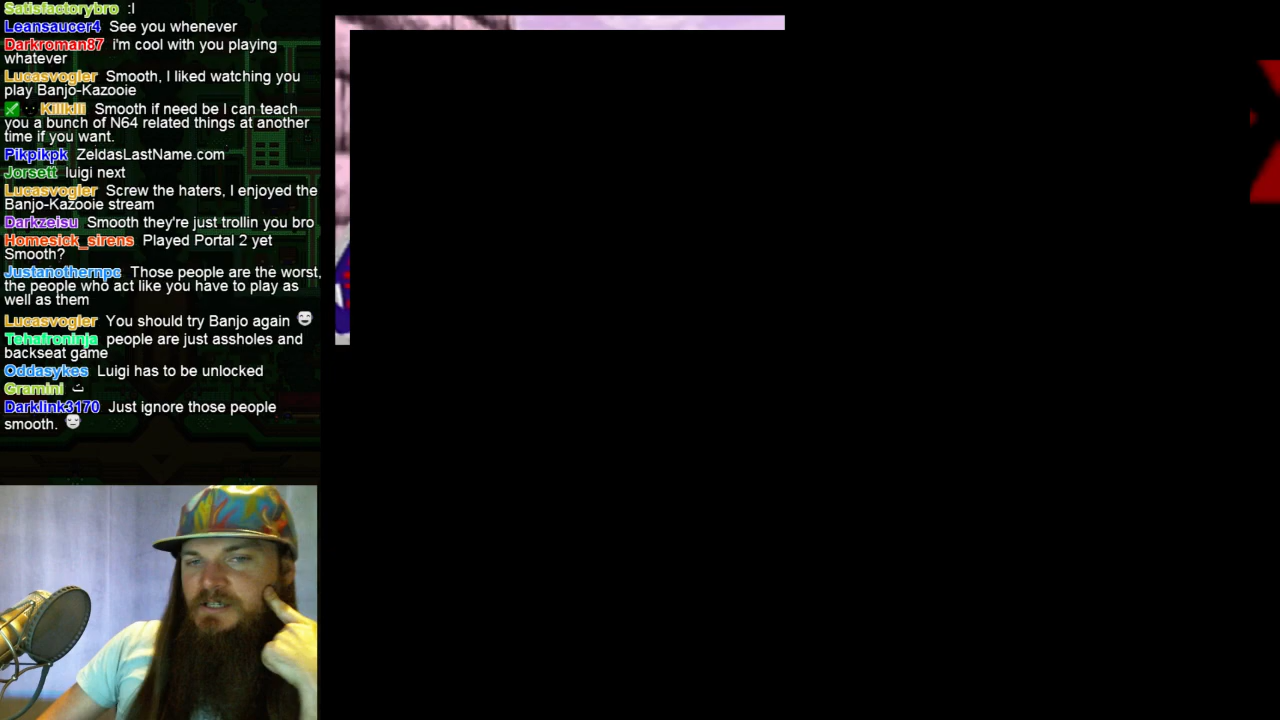 Satisfactorybro :I
Leansaucer4 See you whenever
Darkroman87 i'm cool with you playing
whatever
Lucasvogler Smooth, I liked watching you
play Banjo-Kazooie
Killkill Smooth if need be I can teach
you a bunch of N64 related things at another
time if you want.
Pikpikpk ZeldasLastName.com
Jorsett luigi next
Lucasvogler Screw the haters, I enjoyed the
Banjo-Kazooie stream
Darkzeisu Smooth they're just trollin you bro
Homesick_sirens Played Portal 2 yet
Smooth?
Justanothernpc Those people are the worst,
the people who act like you have to play as
well as them
Lucasvogler You should try Banjo again
Tehafroninja people are just assholes and
backseat game
Oddasykes Luigi has to be unlocked
Gramini ت
Darklink3170 Just ignore those people
smooth.